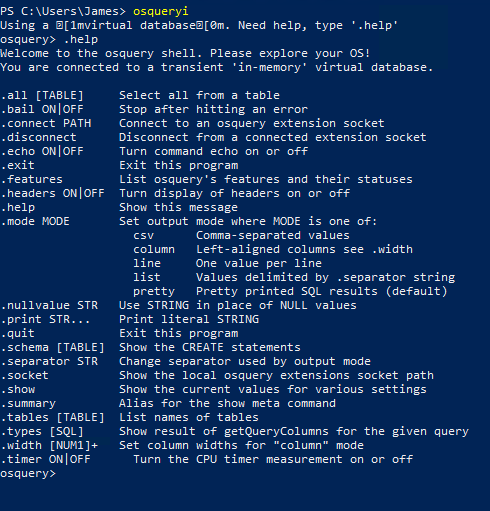 PS C:\Users\James> osqueryi
Using a [1mvirtual database[0m. Need help, type '.help'
osquery> .help
Welcome to the osquery shell. Please explore your OS!
You are connected to a transient 'in-memory' virtual database.
.all [TABLE]     Select all from a table
.bail ON|OFF     Stop after hitting an error
.connect PATH    Connect to an osquery extension socket
.disconnect      Disconnect from a connected extension socket
.echo ON|OFF     Turn command echo on or off
.exit            Exit this program
.features        List osquery's features and their statuses
.headers ON|OFF  Turn display of headers on or off
.help            Show this message
.mode MODE       Set output mode where MODE is one of:
                   csv      Comma-separated values
                   column   Left-aligned columns see .width
                   line     One value per line
                   list     Values delimited by .separator string
                   pretty   Pretty printed SQL results (default)
.nullvalue STR   Use STRING in place of NULL values
.print STR...    Print literal STRING
.quit            Exit this program
.schema [TABLE]  Show the CREATE statements
.separator STR   Change separator used by output mode
.socket          Show the local osquery extensions socket path
.show            Show the current values for various settings
.summary         Alias for the show meta command
.tables [TABLE]  List names of tables
.types [SQL]     Show result of getQueryColumns for the given query
.width [NUM1]+   Set column widths for "column" mode
.timer ON|OFF      Turn the CPU timer measurement on or off
osquery>